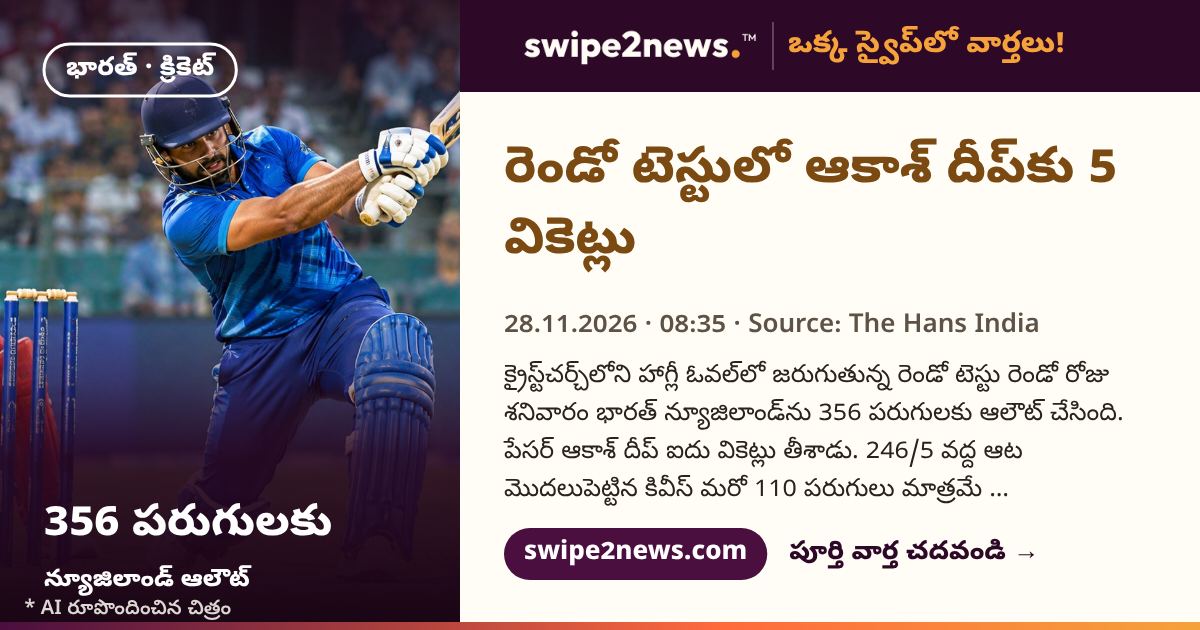 భారత్ · క్రికెట్
swipe2news.™ ఒక్క స్వైప్‌లో వార్తలు!
రెండో టెస్టులో ఆకాశ్ దీప్‌కు 5
వికెట్లు
28.11.2026 · 08:35 · Source: The Hans India
క్రైస్ట్‌చర్చ్‌లోని హాగ్లీ ఓవల్‌లో జరుగుతున్న రెండో టెస్టు రెండో రోజు
శనివారం భారత్ న్యూజిలాండ్‌ను 356 పరుగులకు ఆలౌట్ చేసింది.
పేసర్ ఆకాశ్ దీప్ ఐదు వికెట్లు తీశాడు. 246/5 వద్ద ఆట
మొదలుపెట్టిన కివీస్ మరో 110 పరుగులు మాత్రమే ...
swipe2news.com పూర్తి వార్త చదవండి →
356 పరుగులకు
న్యూజిలాండ్ ఆలౌట్
* AI రూపొందించిన చిత్రం